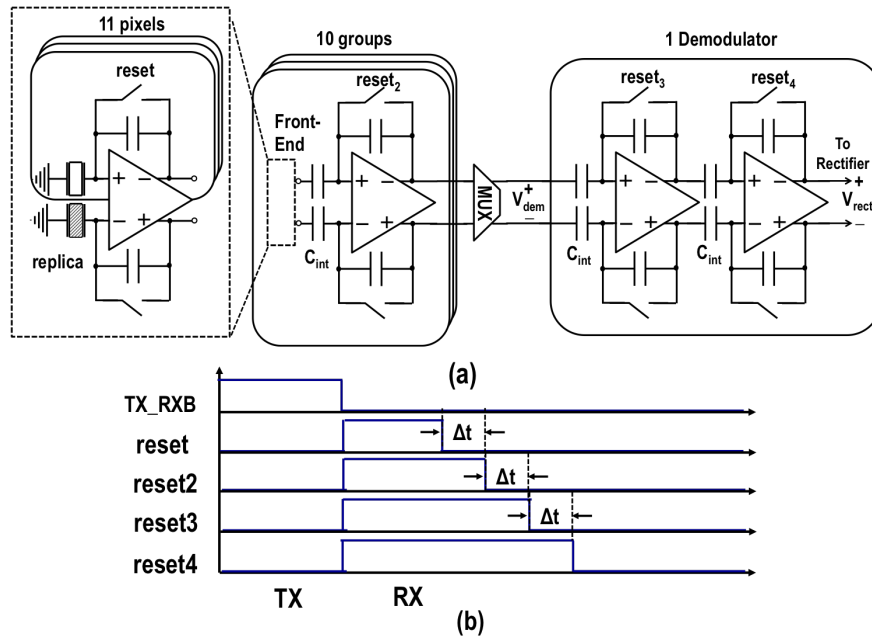 11 pixels
10 groups
1 Demodulator
reset
reset2
reset3
reset4
Front-
End
+ −
− +
replica
Cint
+ −
− +
MUX
+
Vdem
−
Cint
+ −
− +
Cint
+ −
− +
To
Rectifier
+
Vrect
−
(a)
TX_RXB
reset
Δt
reset2
Δt
reset3
Δt
reset4
TX
RX
(b)